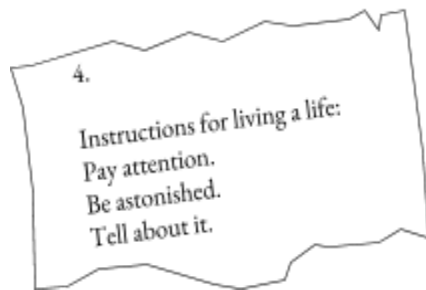 4.
Instructions for living a life:
Pay attention.
Be astonished.
Tell about it.